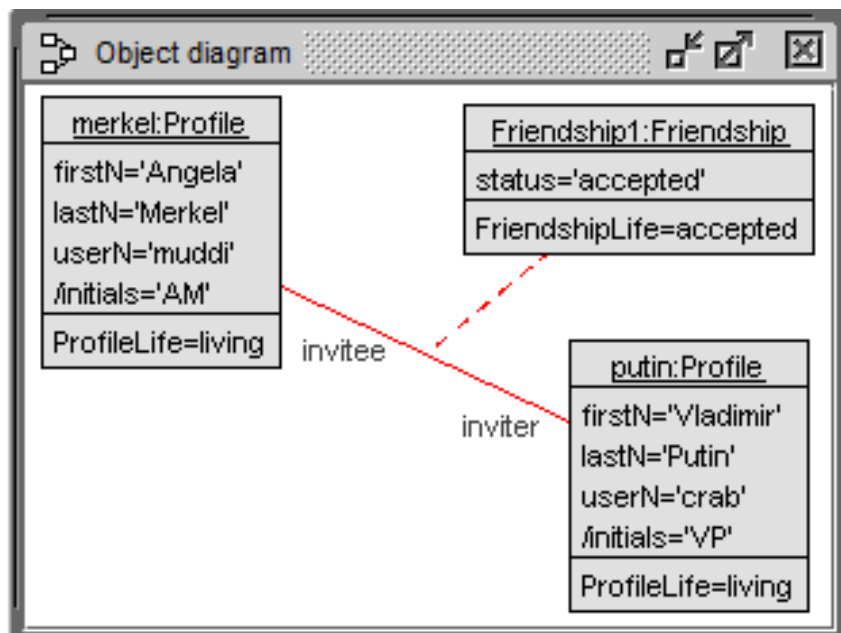 Object diagram
merkel:Profile
firstN='Angela'
lastN='Merkel'
userN='muddi'
/initials='AM'
ProfileLife=living
Friendship1:Friendship
status='accepted'
FriendshipLife=accepted
invitee
inviter
putin:Profile
firstN='Vladimir'
lastN='Putin'
userN='crab'
/initials='VP'
ProfileLife=living